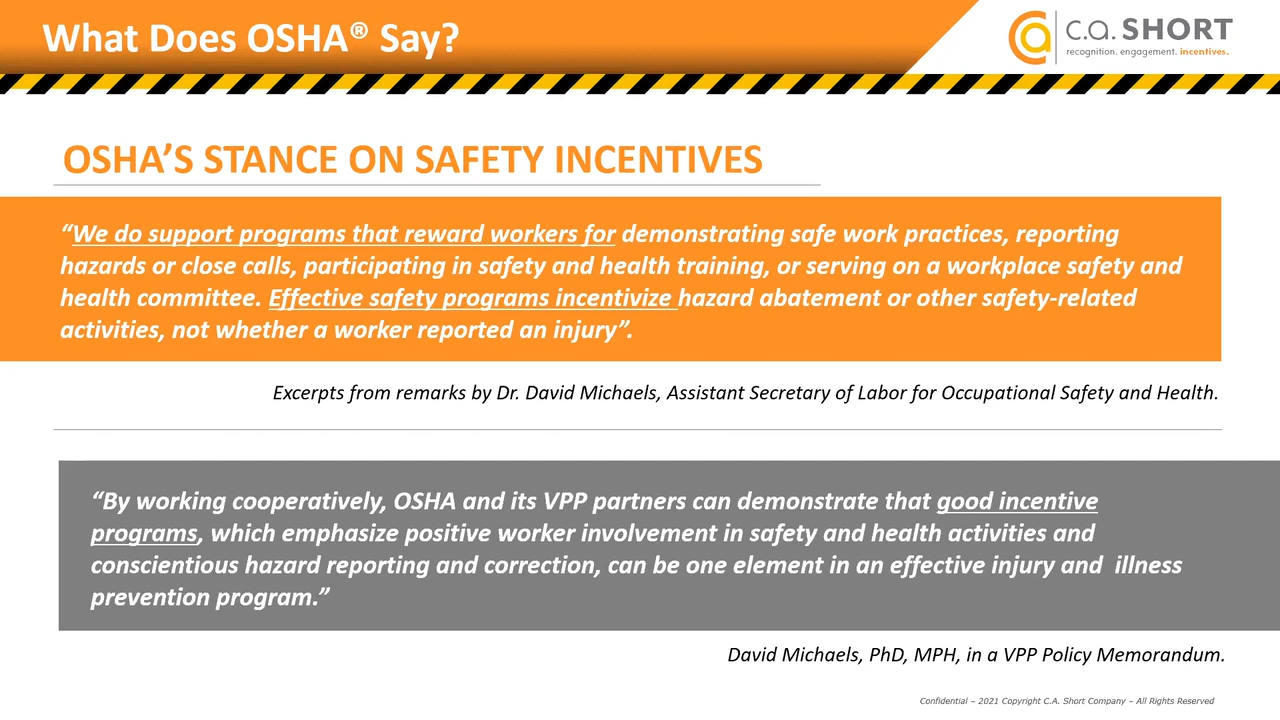 What Does OSHA® Say?
c.a. SHORT
recognition. engagement. incentives.
OSHA’S STANCE ON SAFETY INCENTIVES
“We do support programs that reward workers for demonstrating safe work practices, reporting
hazards or close calls, participating in safety and health training, or serving on a workplace safety and
health committee. Effective safety programs incentivize hazard abatement or other safety-related
activities, not whether a worker reported an injury”.
Excerpts from remarks by Dr. David Michaels, Assistant Secretary of Labor for Occupational Safety and Health.
“By working cooperatively, OSHA and its VPP partners can demonstrate that good incentive
programs, which emphasize positive worker involvement in safety and health activities and
conscientious hazard reporting and correction, can be one element in an effective injury and  illness
prevention program.”
David Michaels, PhD, MPH, in a VPP Policy Memorandum.
Confidential – 2021 Copyright C.A. Short Company – All Rights Reserved